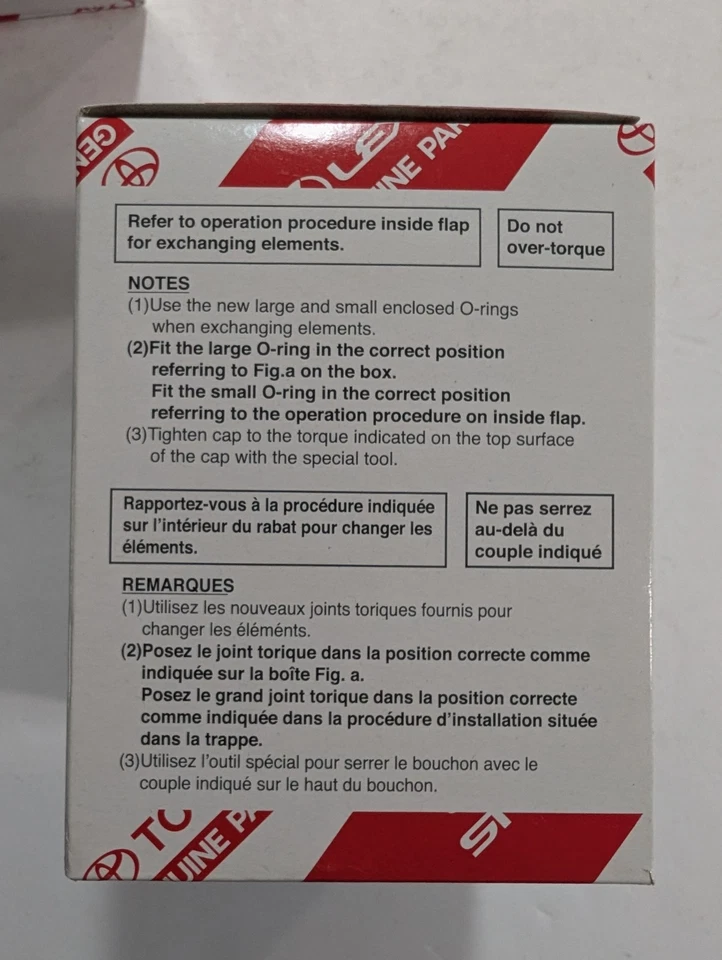 GEN
LEX
INE PAR
Refer to operation procedure inside flap
for exchanging elements.
Do not
over-torque
NOTES
(1)Use the new large and small enclosed O-rings
when exchanging elements.
(2)Fit the large O-ring in the correct position
referring to Fig.a on the box.
Fit the small O-ring in the correct position
referring to the operation procedure on inside flap.
(3)Tighten cap to the torque indicated on the top surface
of the cap with the special tool.
Rapportez-vous à la procédure indiquée
sur l'intérieur du rabat pour changer les
éléments.
Ne pas serrez
au-delà du
couple indiqué
REMARQUES
(1)Utilisez les nouveaux joints toriques fournis pour
changer les éléménts.
(2)Posez le joint torique dans la position correcte comme
indiquée sur la boîte Fig. a.
Posez le grand joint torique dans la position correcte
comme indiquée dans la procédure d'installation située
dans la trappe.
(3)Utilisez l'outil spécial pour serrer le bouchon avec le
couple indiqué sur le haut du bouchon.
TO
UINE PA